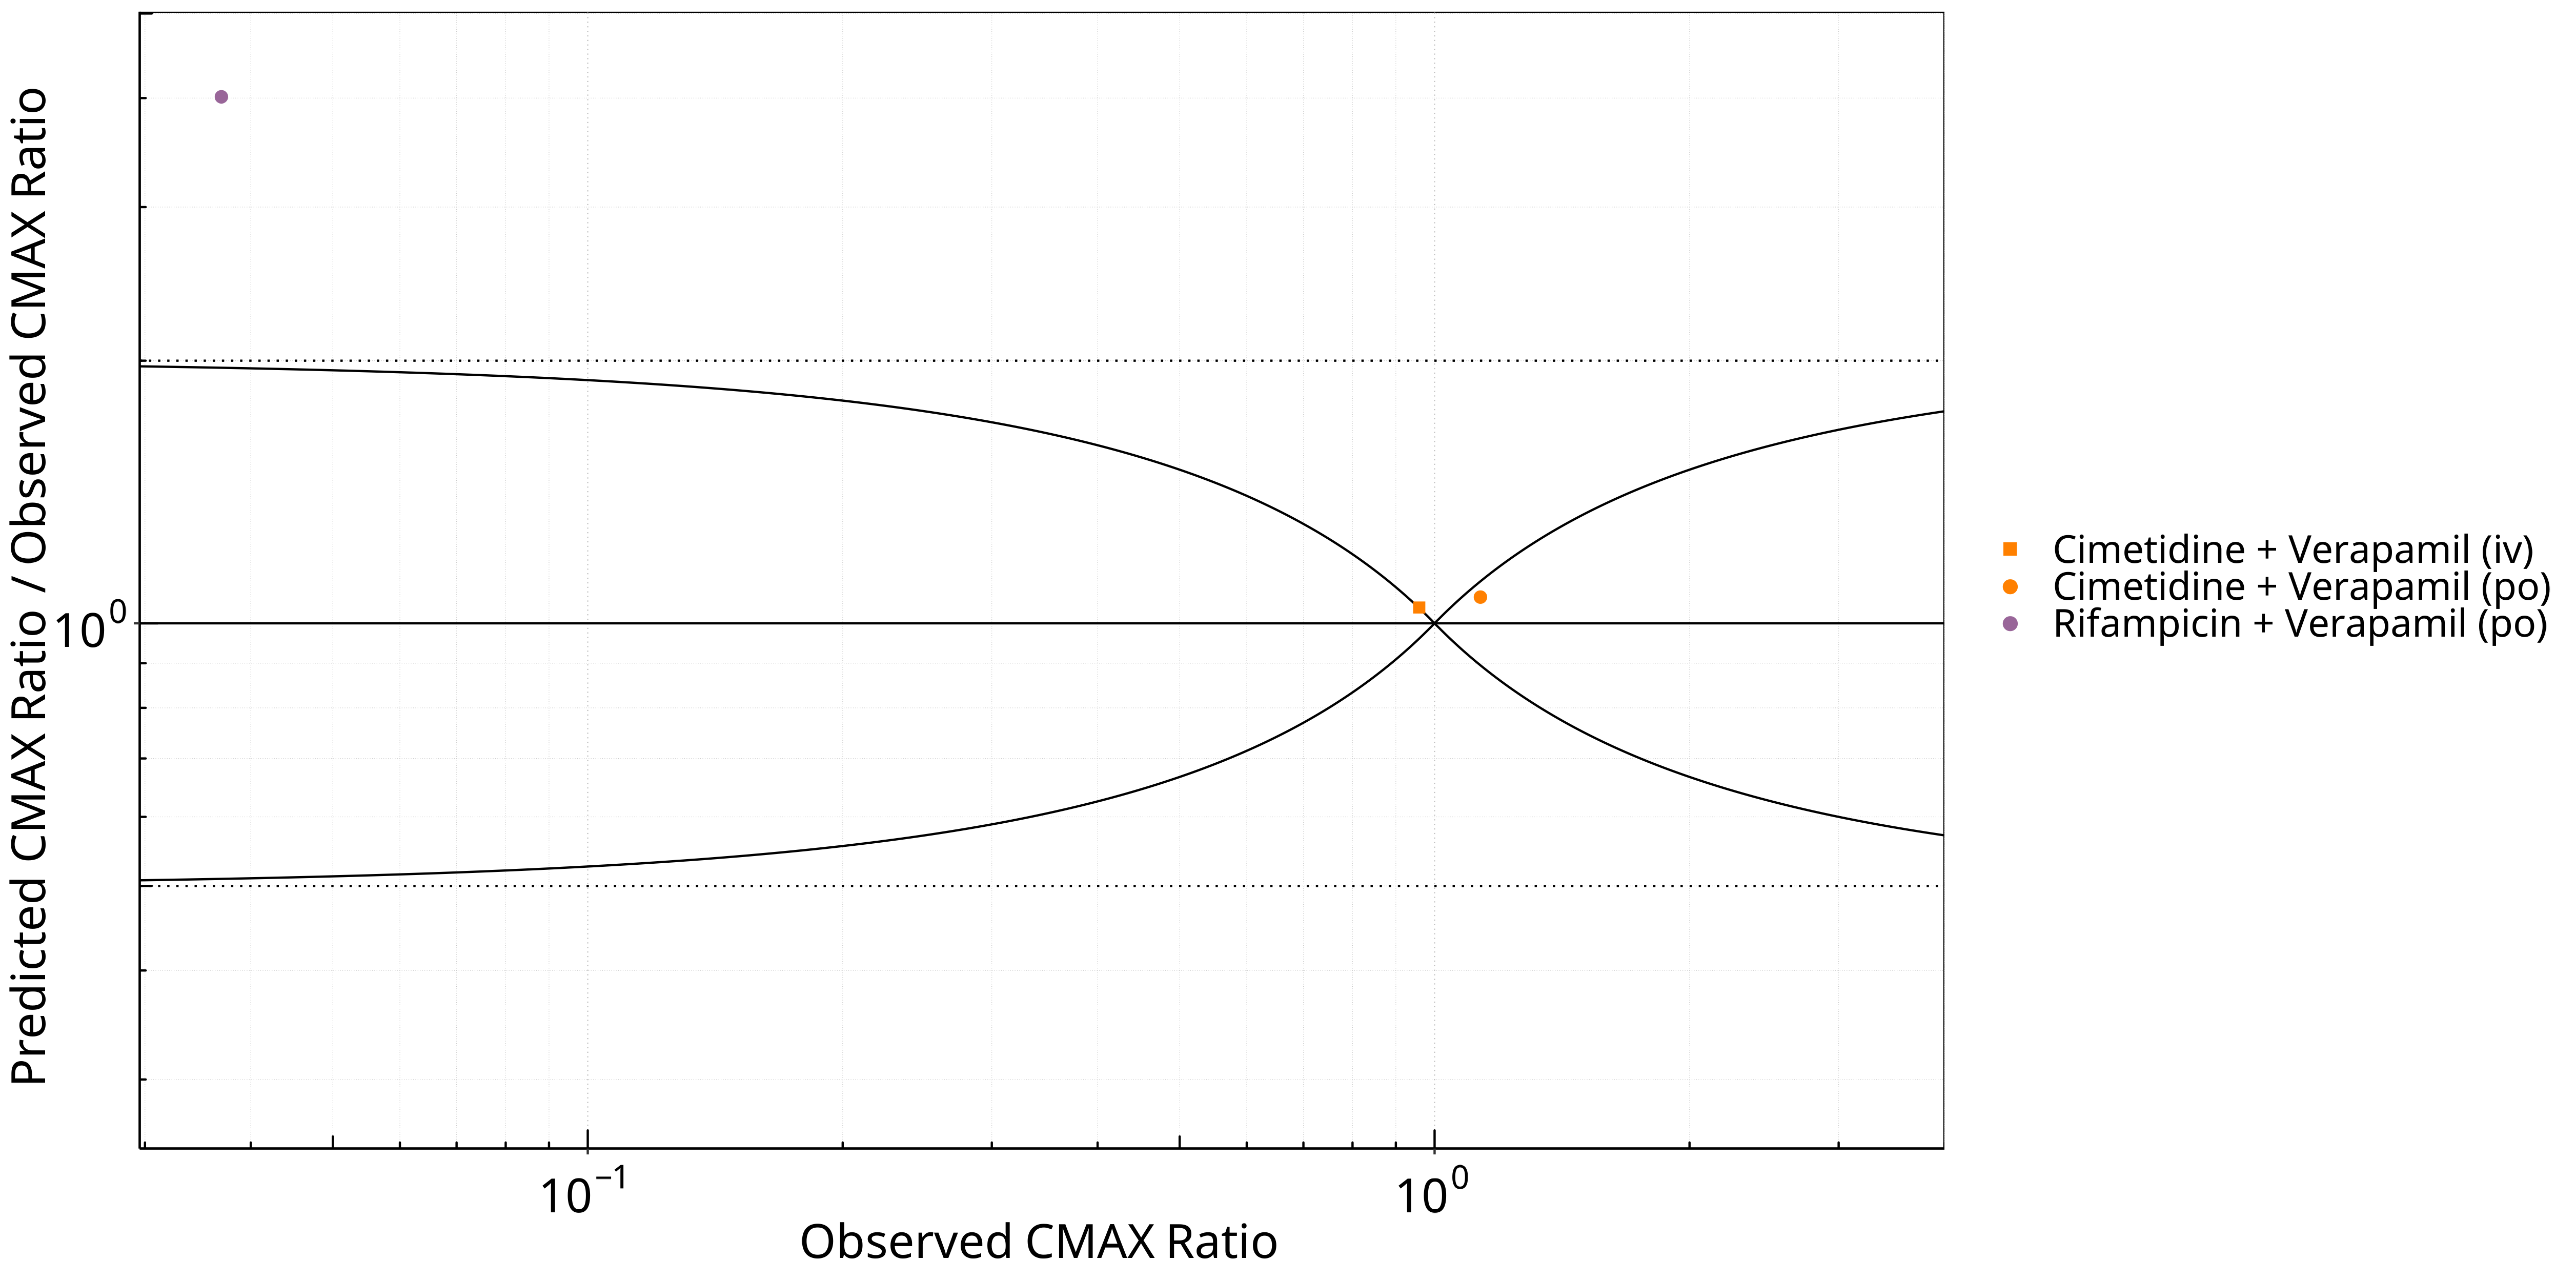 Predicted CMAX Ratio / Observed CMAX Ratio
10⁰
10⁻¹
10⁰
Observed CMAX Ratio
Cimetidine + Verapamil (iv)
Cimetidine + Verapamil (po)
Rifampicin + Verapamil (po)